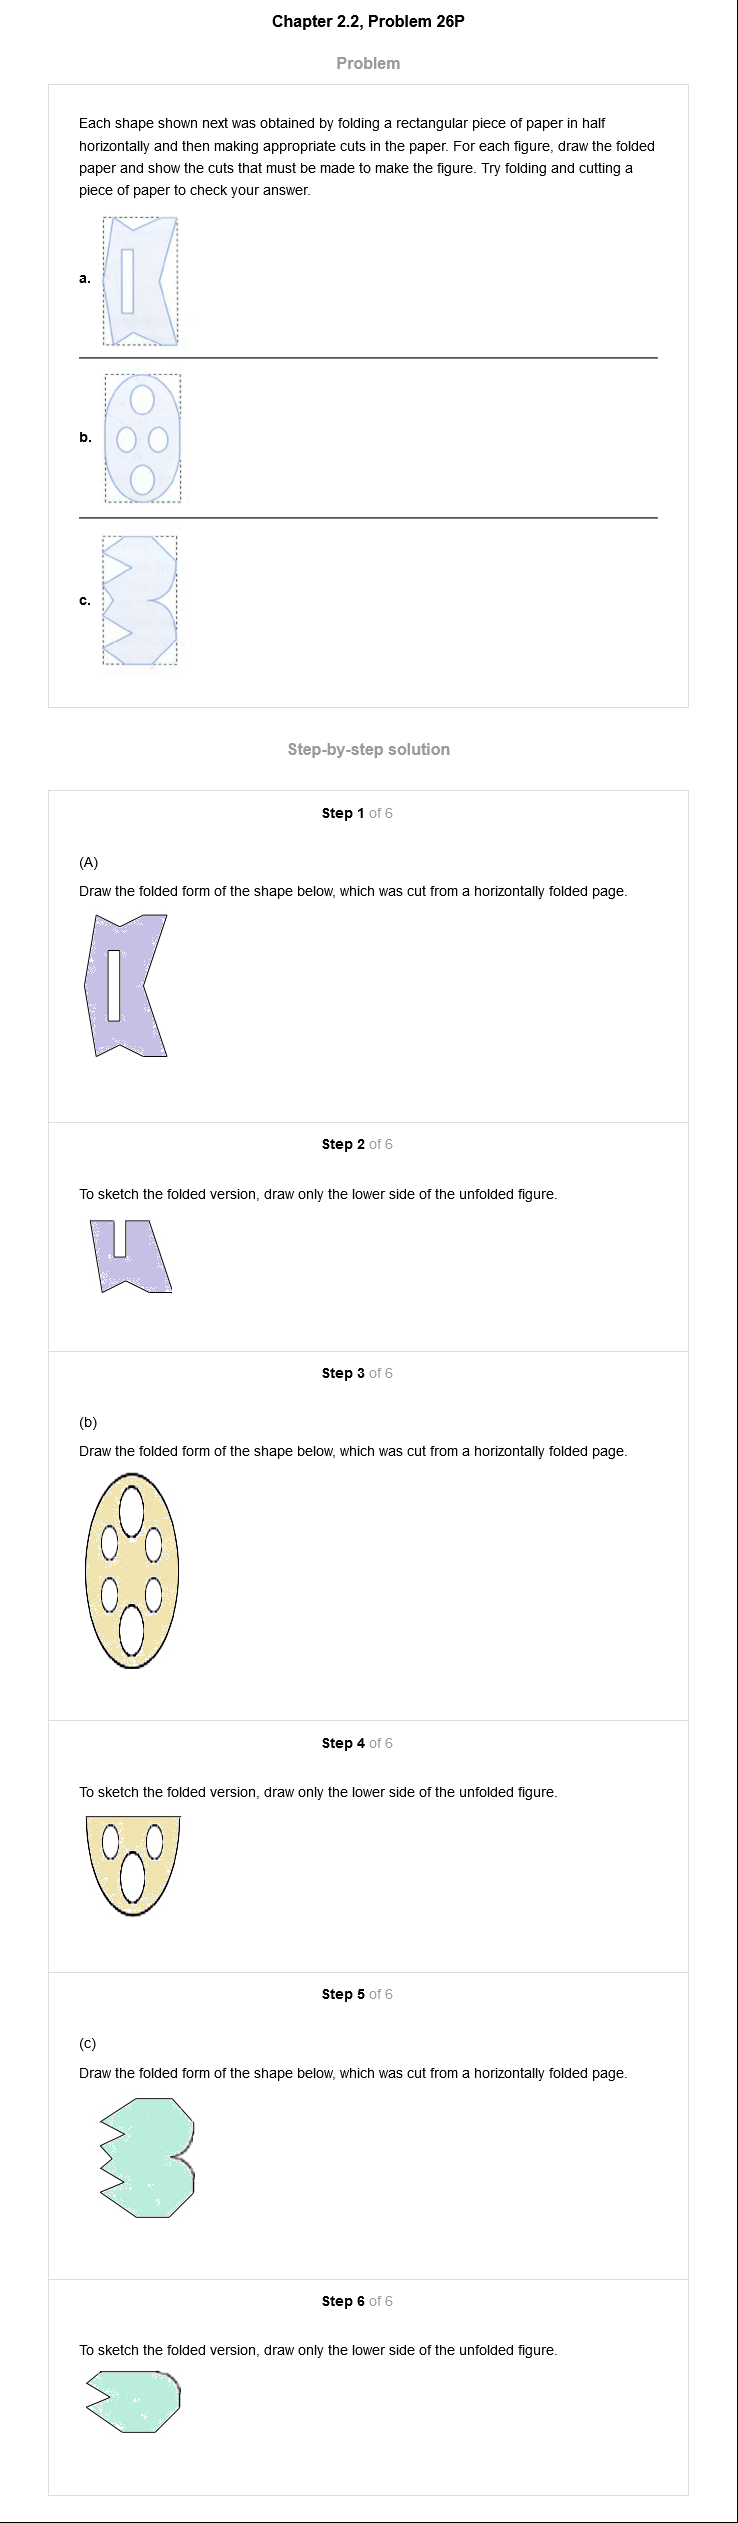 Chapter 2.2, Problem 26P
Problem
Each shape shown next was obtained by folding a rectangular piece of paper in half
horizontally and then making appropriate cuts in the paper. For each figure, draw the folded
paper and show the cuts that must be made to make the figure. Try folding and cutting a
piece of paper to check your answer.
a.
b.
c.
Step-by-step solution
Step 1 of 6
(A)
Draw the folded form of the shape below, which was cut from a horizontally folded page.
Step 2 of 6
To sketch the folded version, draw only the lower side of the unfolded figure.
Step 3 of 6
(b)
Draw the folded form of the shape below, which was cut from a horizontally folded page.
Step 4 of 6
To sketch the folded version, draw only the lower side of the unfolded figure.
Step 5 of 6
(c)
Draw the folded form of the shape below, which was cut from a horizontally folded page.
Step 6 of 6
To sketch the folded version, draw only the lower side of the unfolded figure.